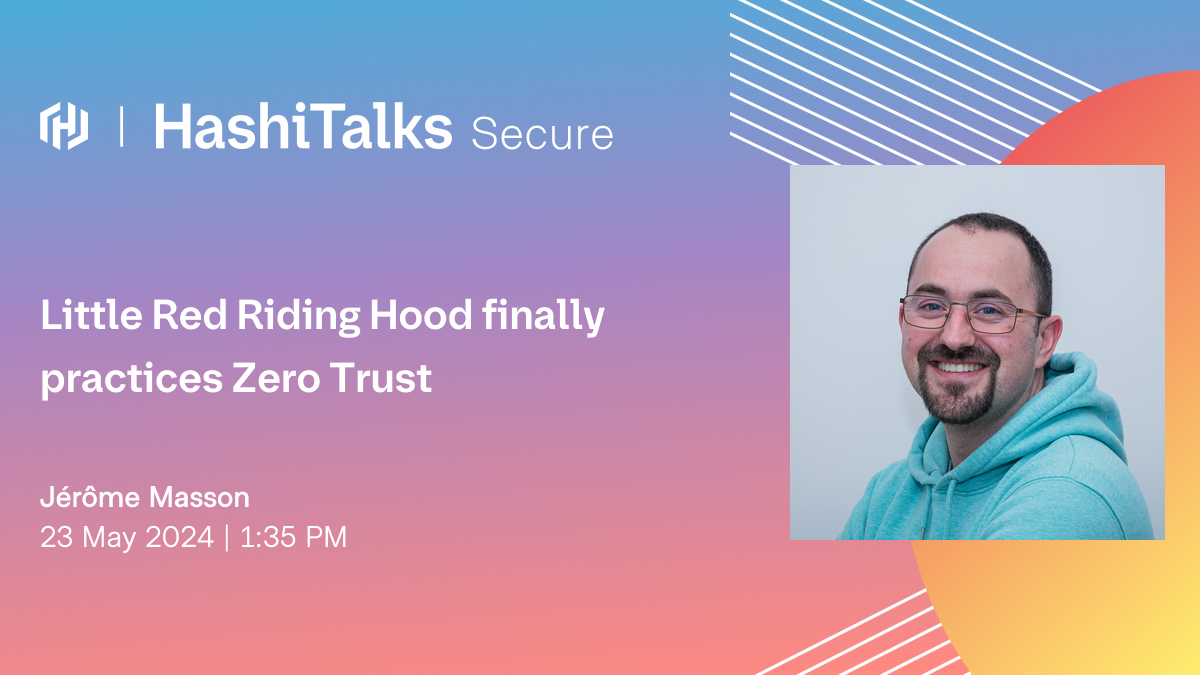 HashiTalks Secure
Little Red Riding Hood finally
practices Zero Trust
Jérôme Masson
23 May 2024 | 1:35 PM